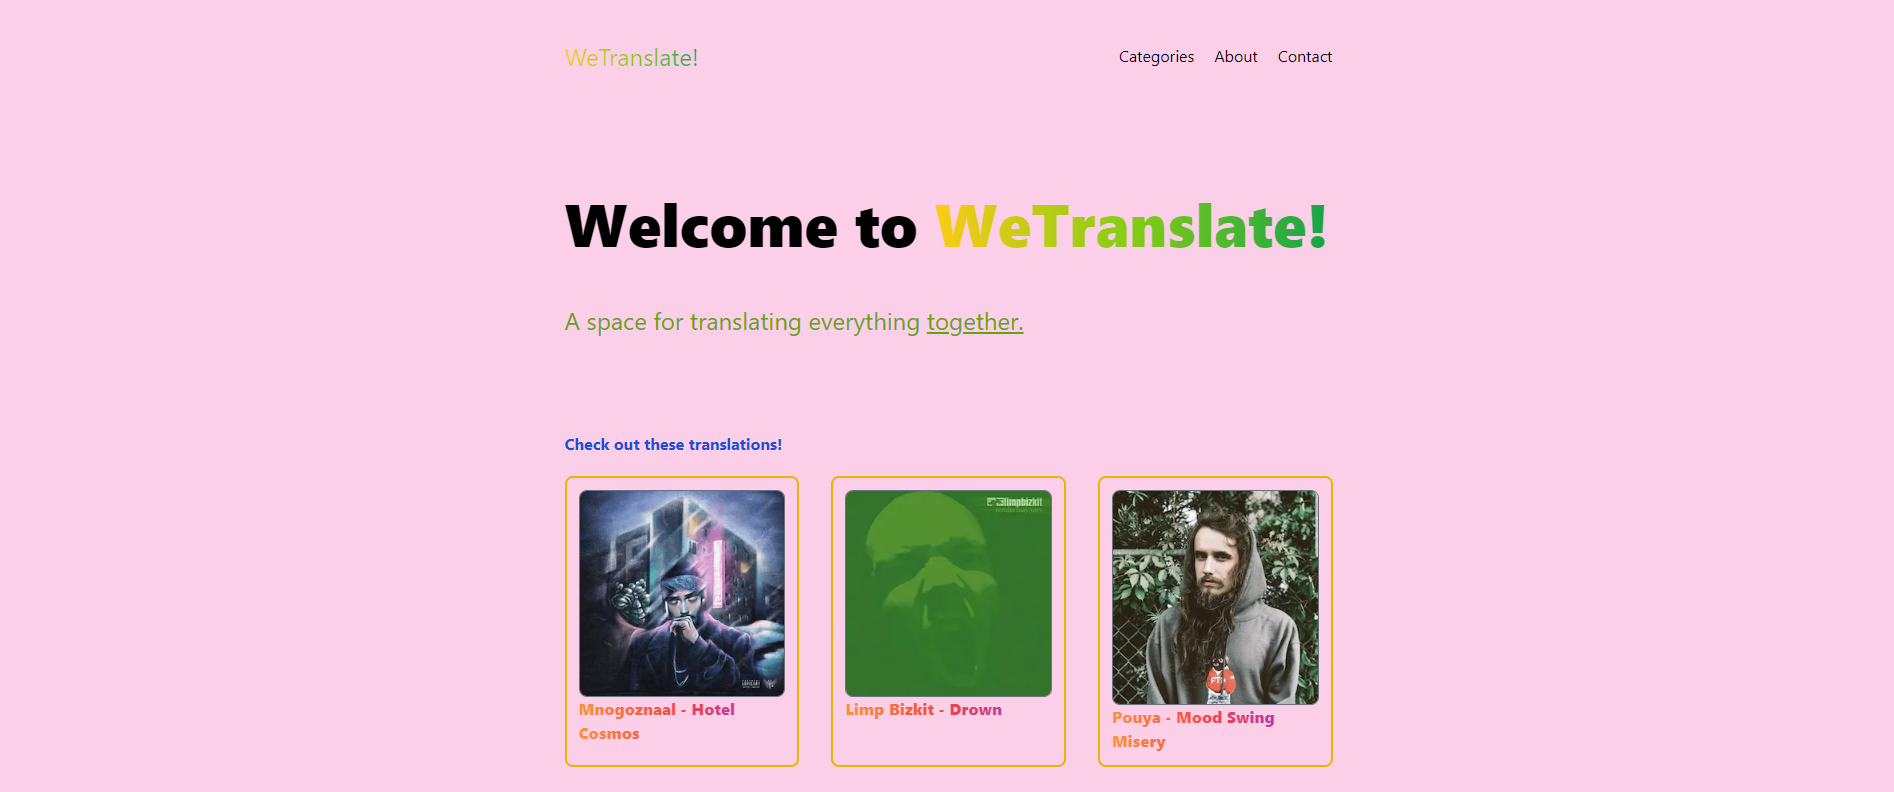 WeTranslate!
Categories About Contact
Welcome to WeTranslate!
A space for translating everything together.
Check out these translations!
limpbizkit
Mnogoznaal - Hotel
Cosmos
Limp Bizkit - Drown
Pouya - Mood Swing
Misery